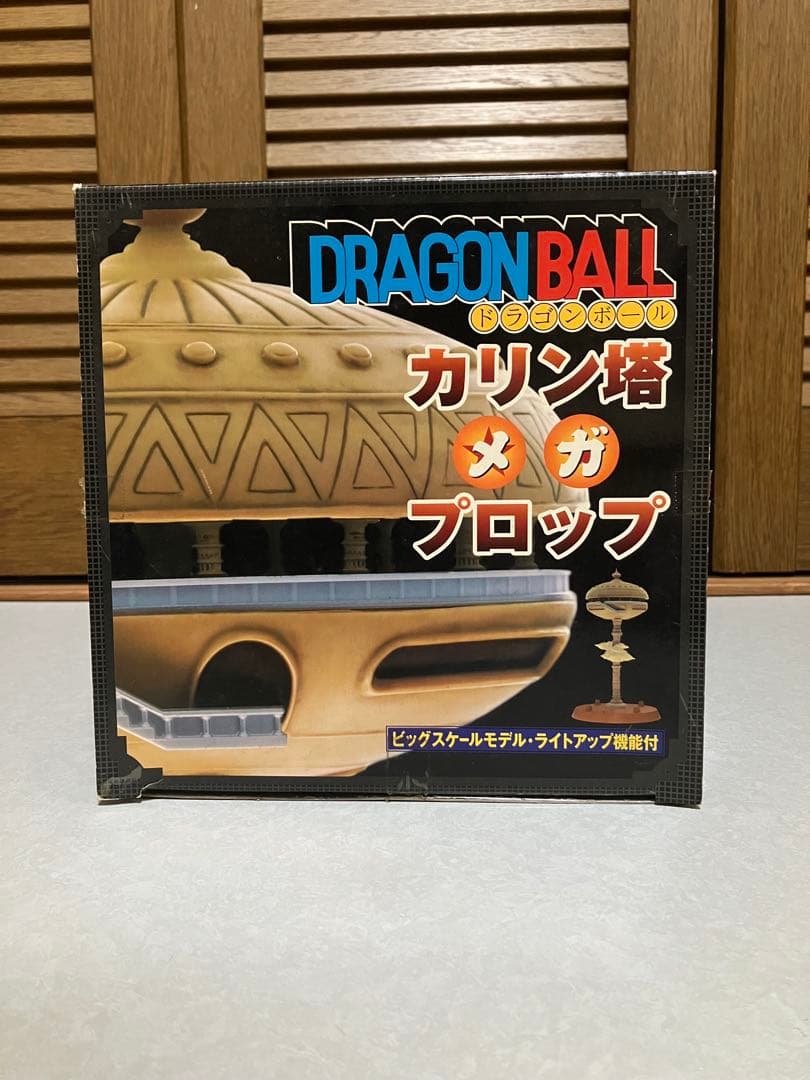 DRAGON BALL
ドラゴンボール
カリン塔
メガ
プロップ
ビッグスケールモデル・ライトアップ機能付